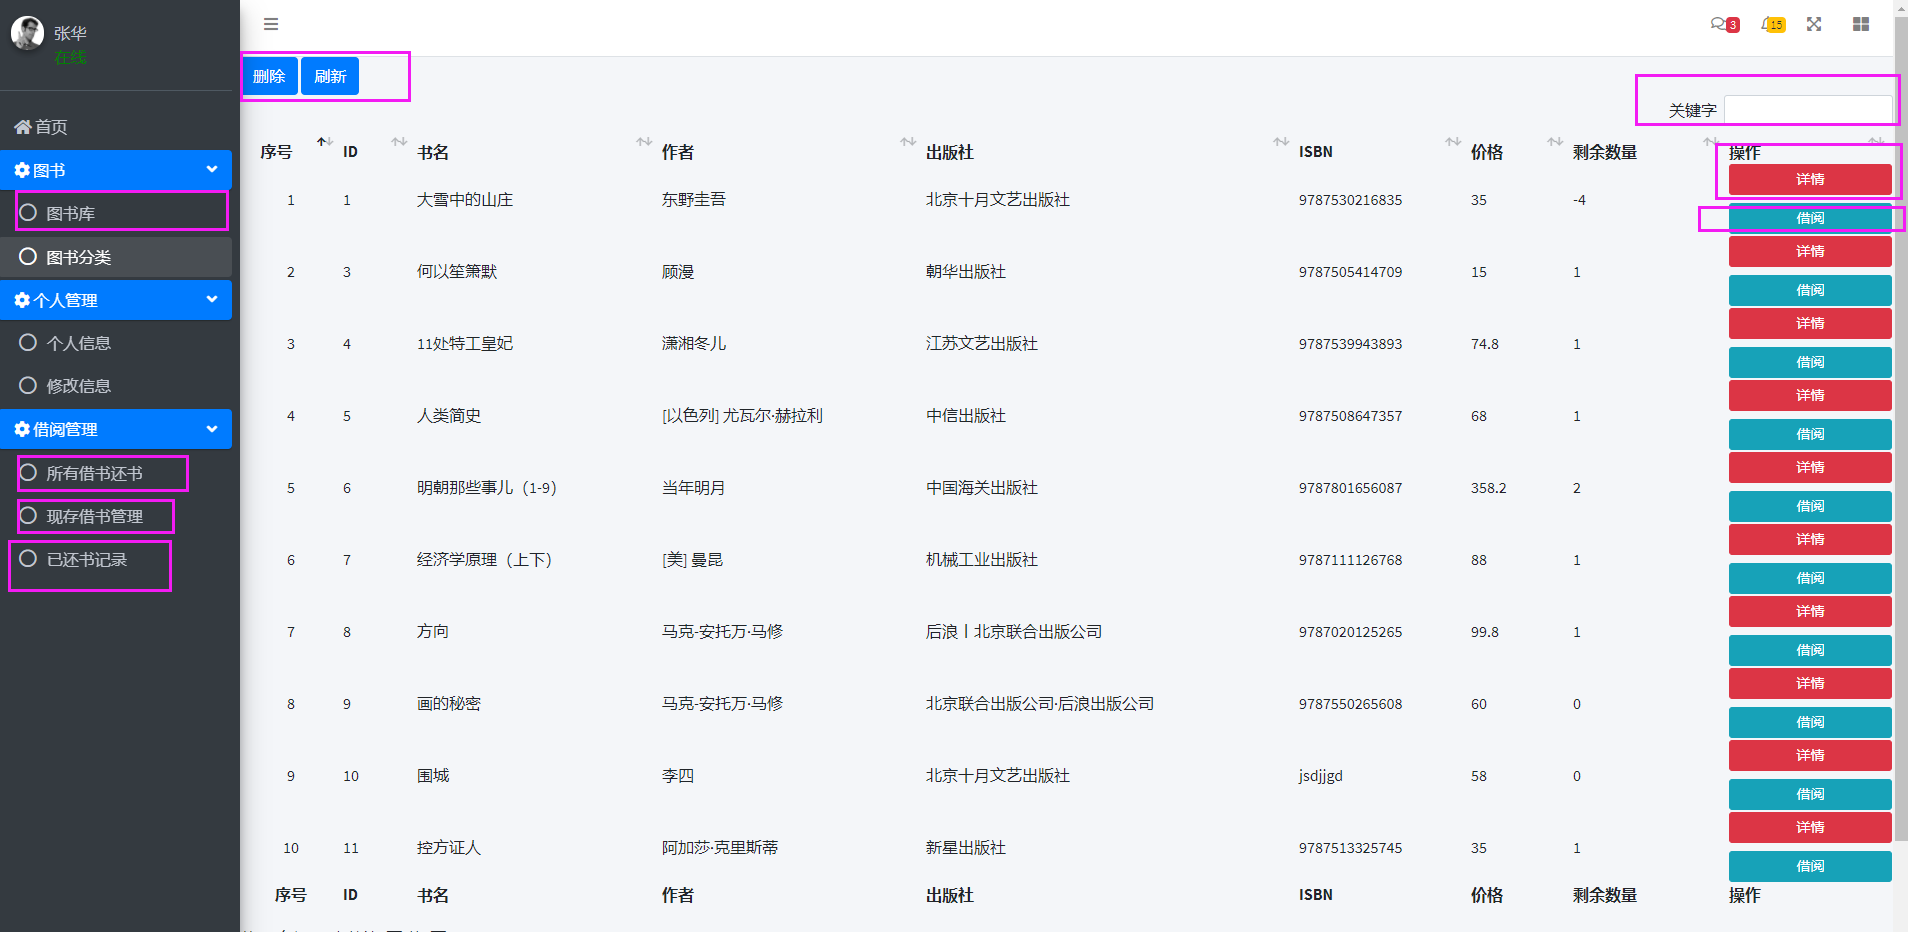 张华
在线
首页
图书
图书库
图书分类
个人管理
个人信息
修改信息
借阅管理
所有借书还书
现存借书管理
已还书记录
3
15
删除 刷新
关键字
序号 ID 书名 作者 出版社 ISBN 价格 剩余数量 操作
1 1 大雪中的山庄 东野圭吾 北京十月文艺出版社 9787530216835 35 -4 详情 借阅
2 3 何以笙箫默 顾漫 朝华出版社 9787505414709 15 1 详情 借阅
3 4 11处特工皇妃 潇湘冬儿 江苏文艺出版社 9787539943893 74.8 1 详情 借阅
4 5 人类简史 [以色列] 尤瓦尔·赫拉利 中信出版社 9787508647357 68 1 详情 借阅
5 6 明朝那些事儿（1-9） 当年明月 中国海关出版社 9787801656087 358.2 2 详情 借阅
6 7 经济学原理（上下） [美] 曼昆 机械工业出版社 9787111126768 88 1 详情 借阅
7 8 方向 马克-安托万·马修 后浪丨北京联合出版公司 9787020125265 99.8 1 详情 借阅
8 9 画的秘密 马克-安托万·马修 北京联合出版公司·后浪出版公司 9787550265608 60 0 详情 借阅
9 10 围城 李四 北京十月文艺出版社 jsdjjgd 58 0 详情 借阅
10 11 控方证人 阿加莎·克里斯蒂 新星出版社 9787513325745 35 1 详情 借阅
序号 ID 书名 作者 出版社 ISBN 价格 剩余数量 操作